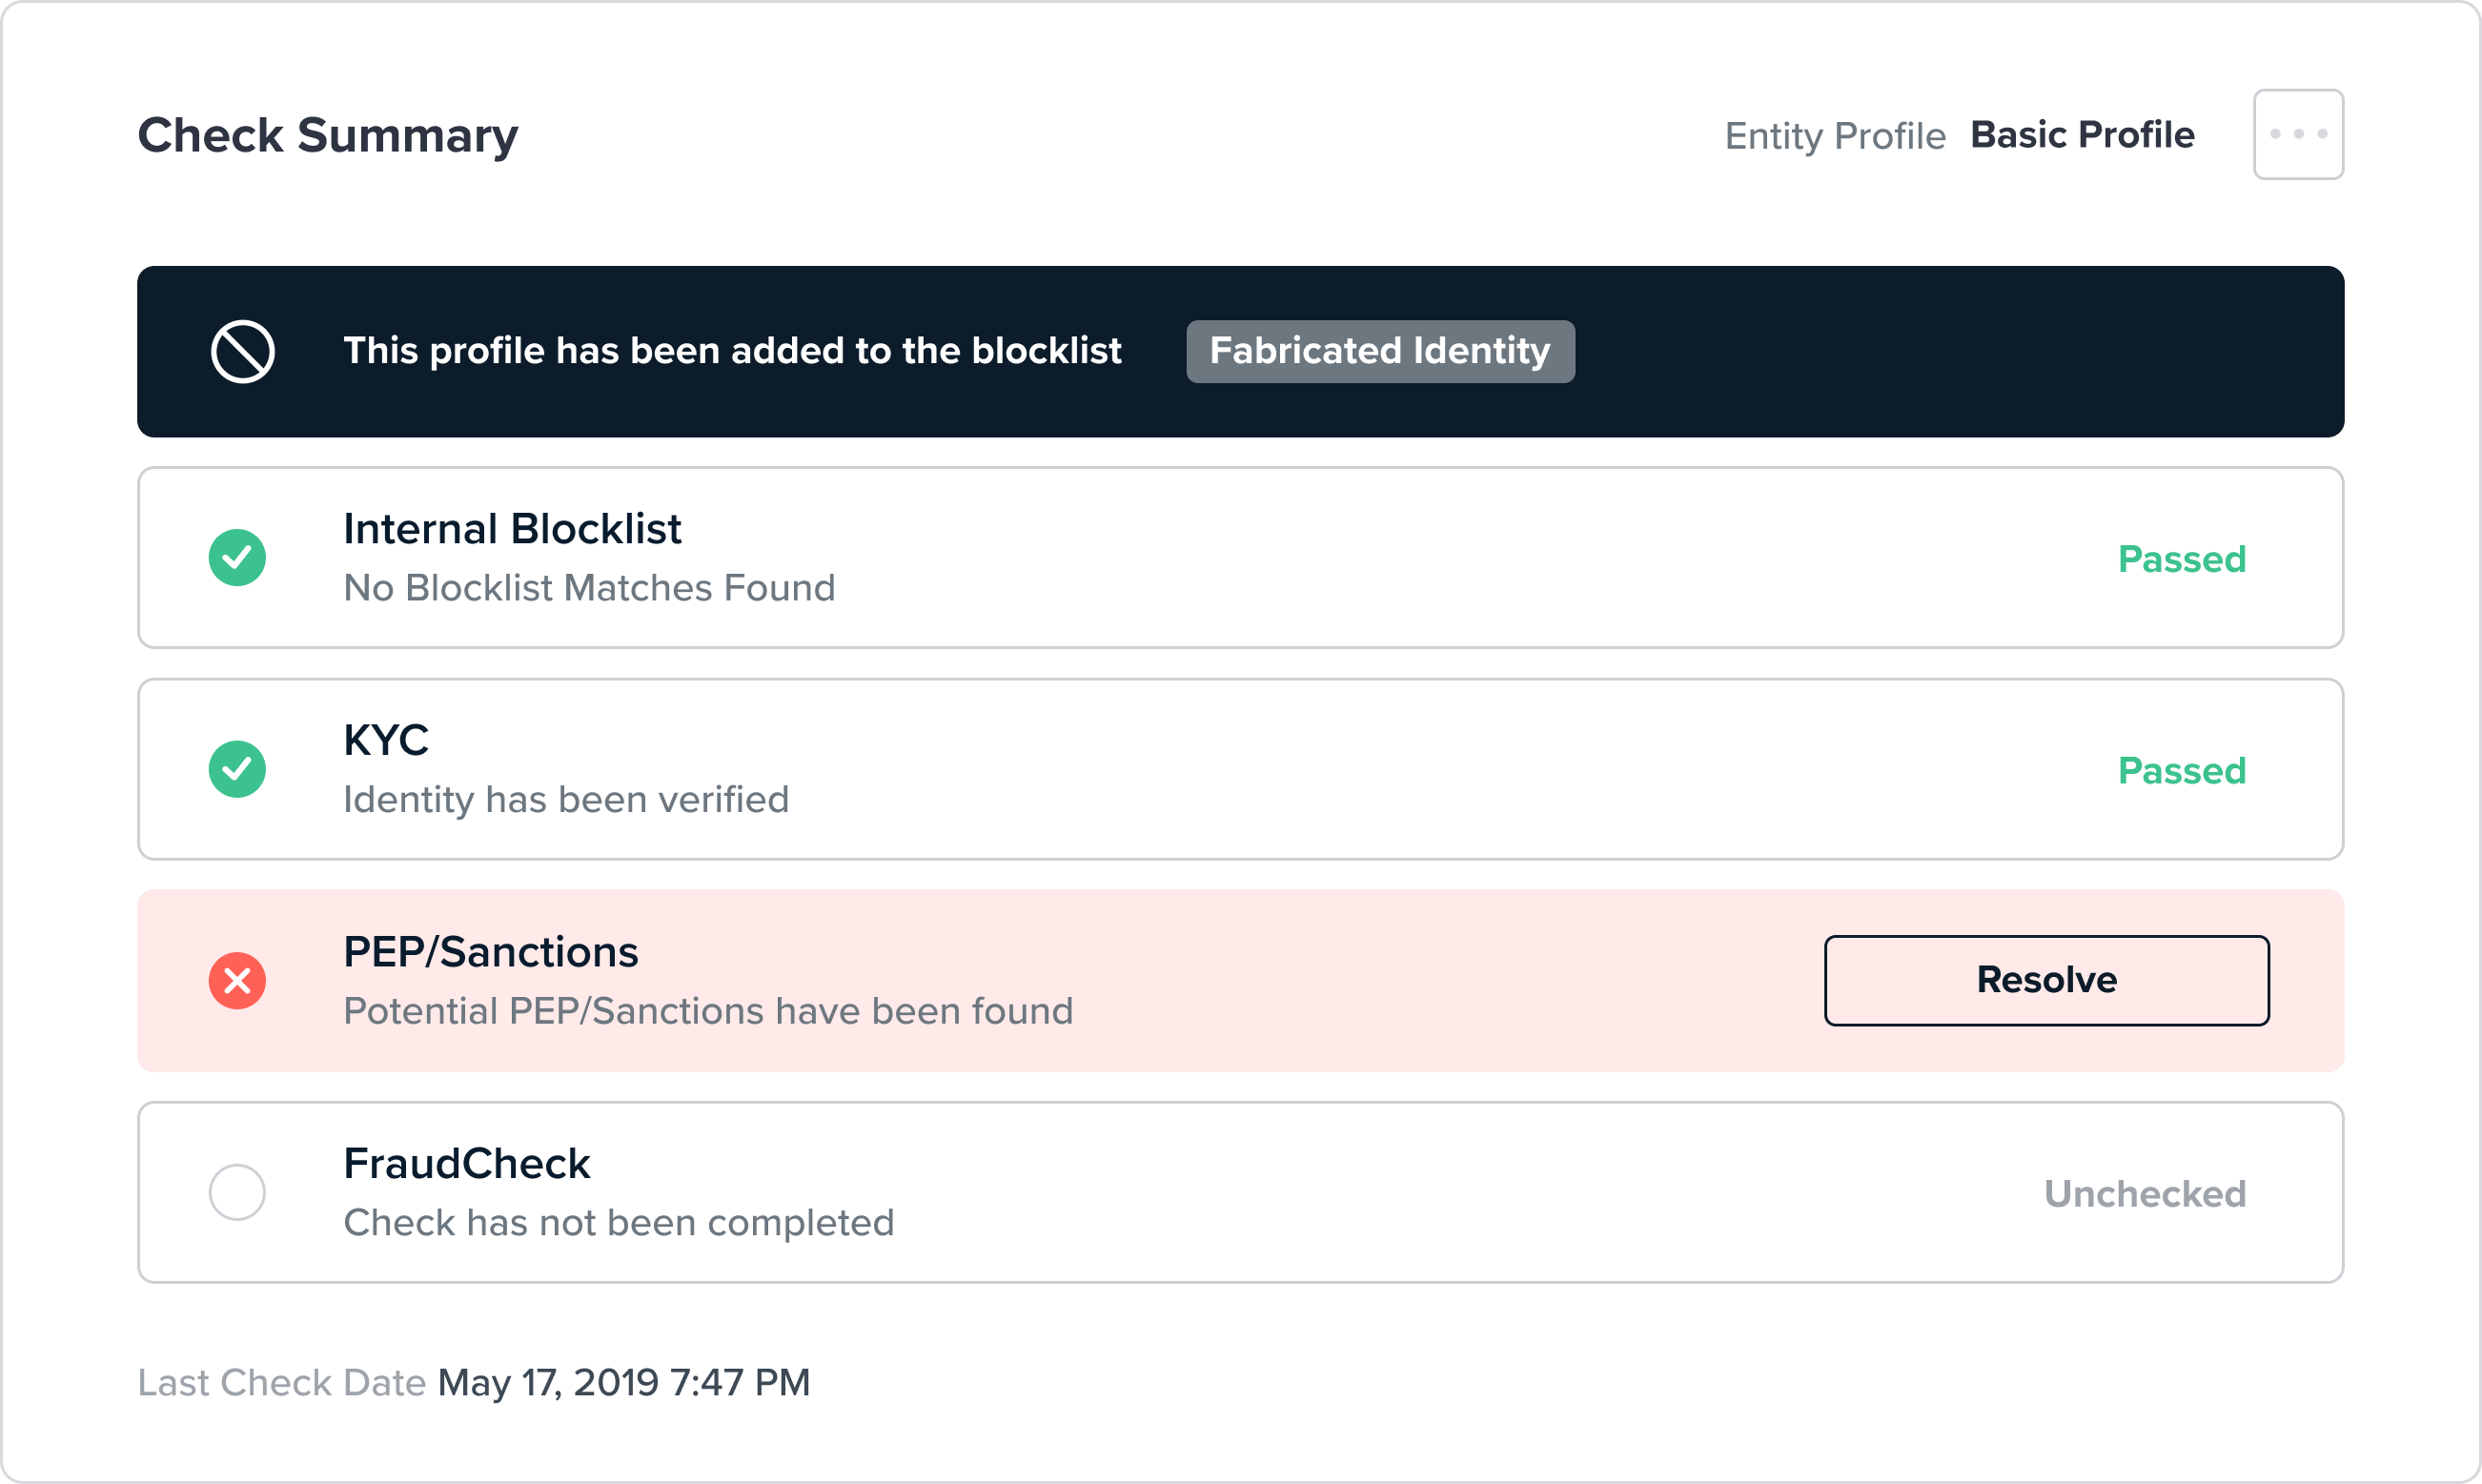 Check Summary
Entity Profile Basic Profile
This profile has been added to the blocklist Fabricated Identity
Internal Blocklist
No Blocklist Matches Found
Passed
KYC
Identity has been verified
Passed
PEP/Sanctions
Potential PEP/Sanctions have been found
Resolve
FraudCheck
Check has not been completed
Unchecked
Last Check Date May 17, 2019 7:47 PM